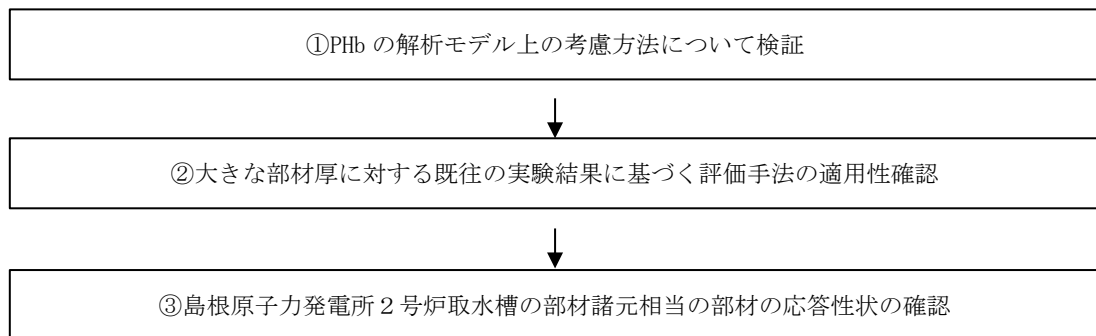 ①PHb の解析モデル上の考慮方法について検証
②大きな部材厚に対する既往の実験結果に基づく評価手法の適用性確認
③島根原子力発電所２号炉取水槽の部材諸元相当の部材の応答性状の確認